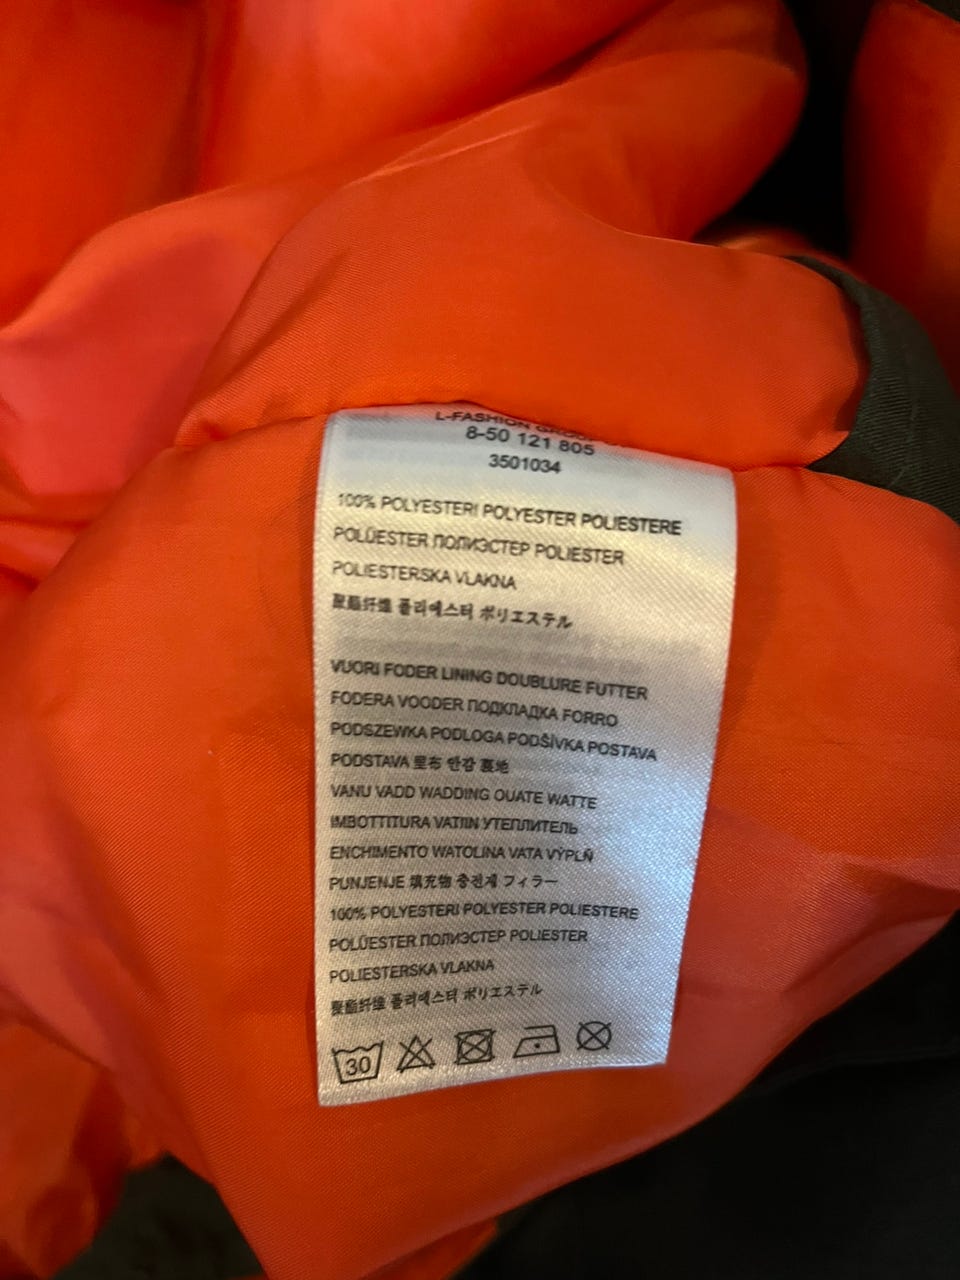 L-FASHION GROUP
8-50 121 805
3501034
100% POLYESTERI POLYESTER POLIESTERE
POLÜESTER ПОЛИЭСТЕР POLIESTER
POLIESTERSKA VLAKNA
聚酯纤维 폴리에스터 ポリエステル
VUORI FODER LINING DOUBLURE FUTTER
FODERA VOODER ПОДКЛАДКА FORRO
PODSZEWKA PODLOGA PODŠÍVKA POSTAVA
PODSTAVA 里布 안감 裏地
VANU VADD WADDING OUATE WATTE
IMBOTTITURA VATIIN УТЕПЛИТЕЛЬ
ENCHIMENTO WATOLINA VATA VÝPLŇ
PUNJENJE 填充物 충전재 フィラー
100% POLYESTERI POLYESTER POLIESTERE
POLÜESTER ПОЛИЭСТЕР POLIESTER
POLIESTERSKA VLAKNA
聚酯纤维 폴리에스터 ポリエステル
30